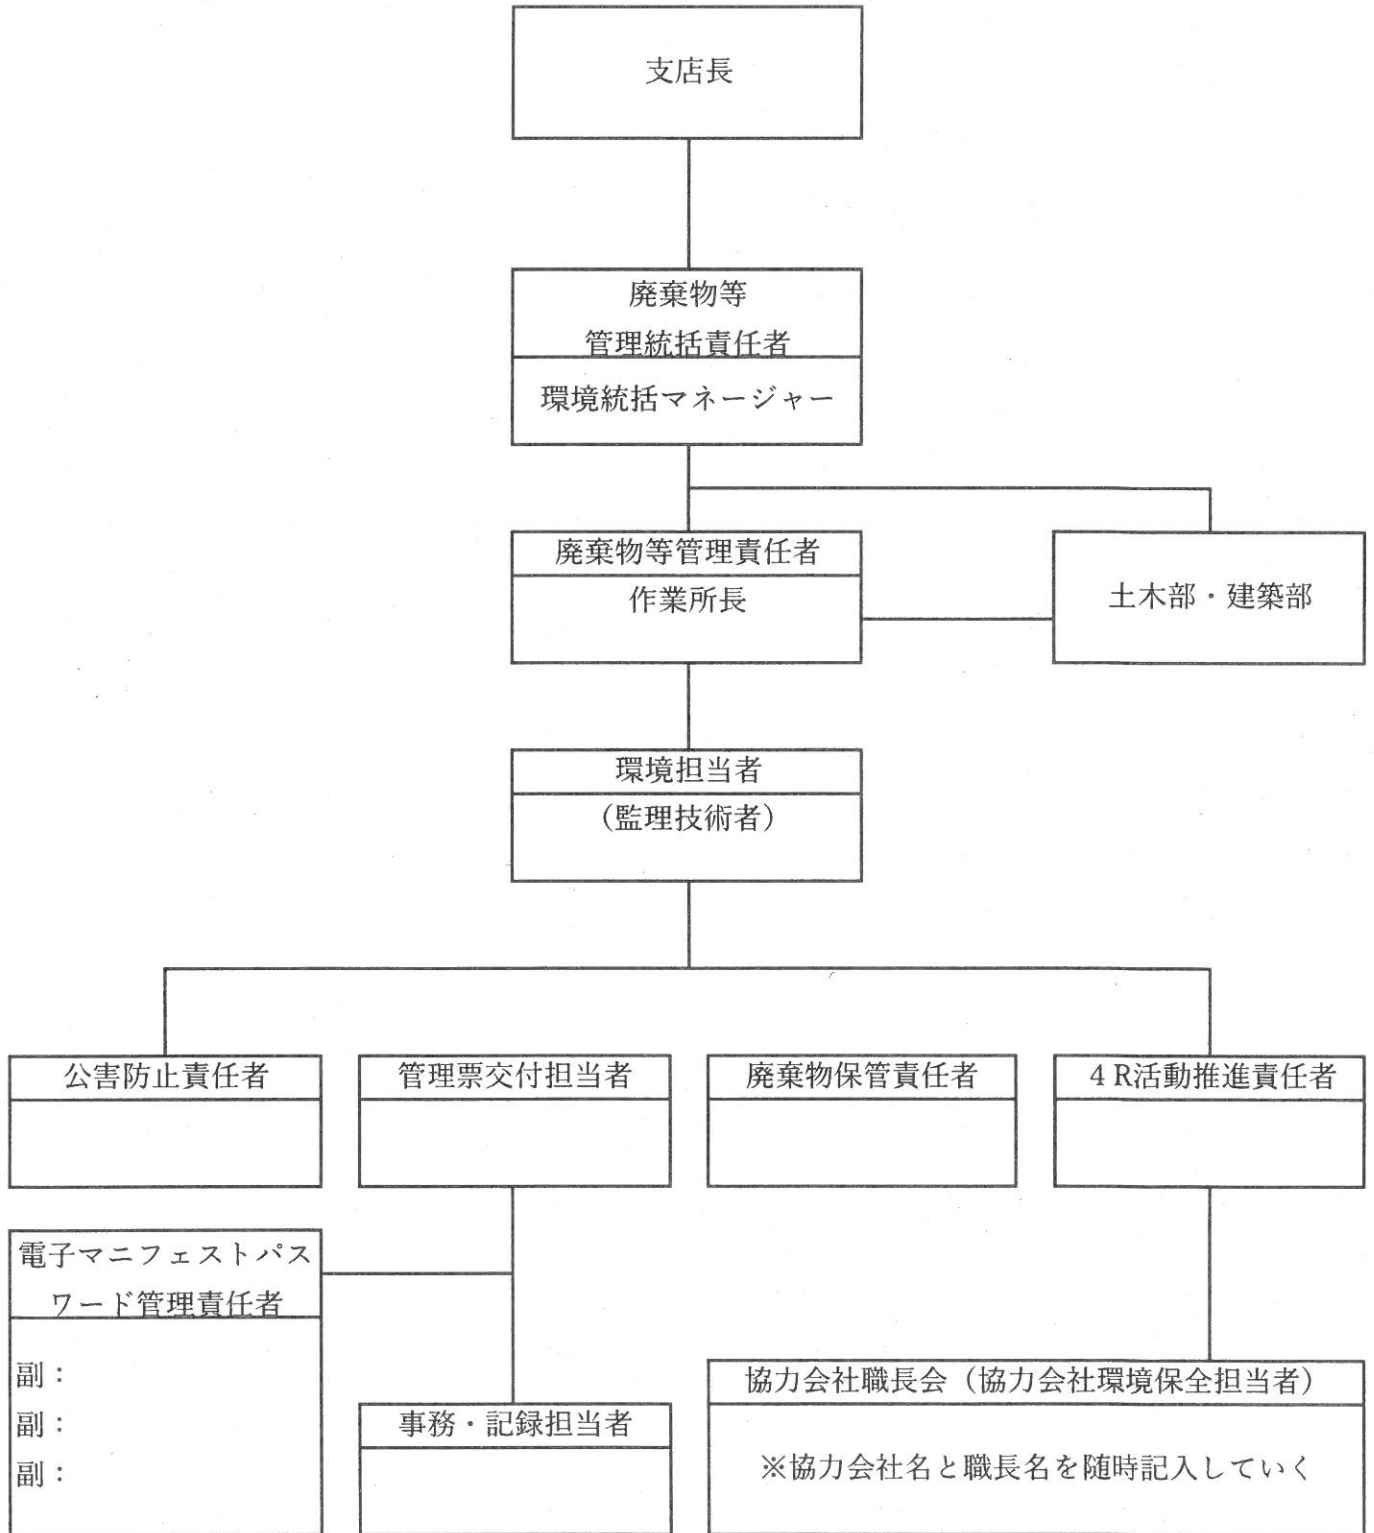 支店長
廃棄物等
管理統括責任者
環境統括マネージャー
廃棄物等管理責任者
作業所長
土木部・建築部
環境担当者
（監理技術者）
公害防止責任者
管理票交付担当者
廃棄物保管責任者
４R活動推進責任者
電子マニフェストパス
ワード管理責任者
副：
副：
副：
事務・記録担当者
協力会社職長会（協力会社環境保全担当者）
※協力会社名と職長名を随時記入していく